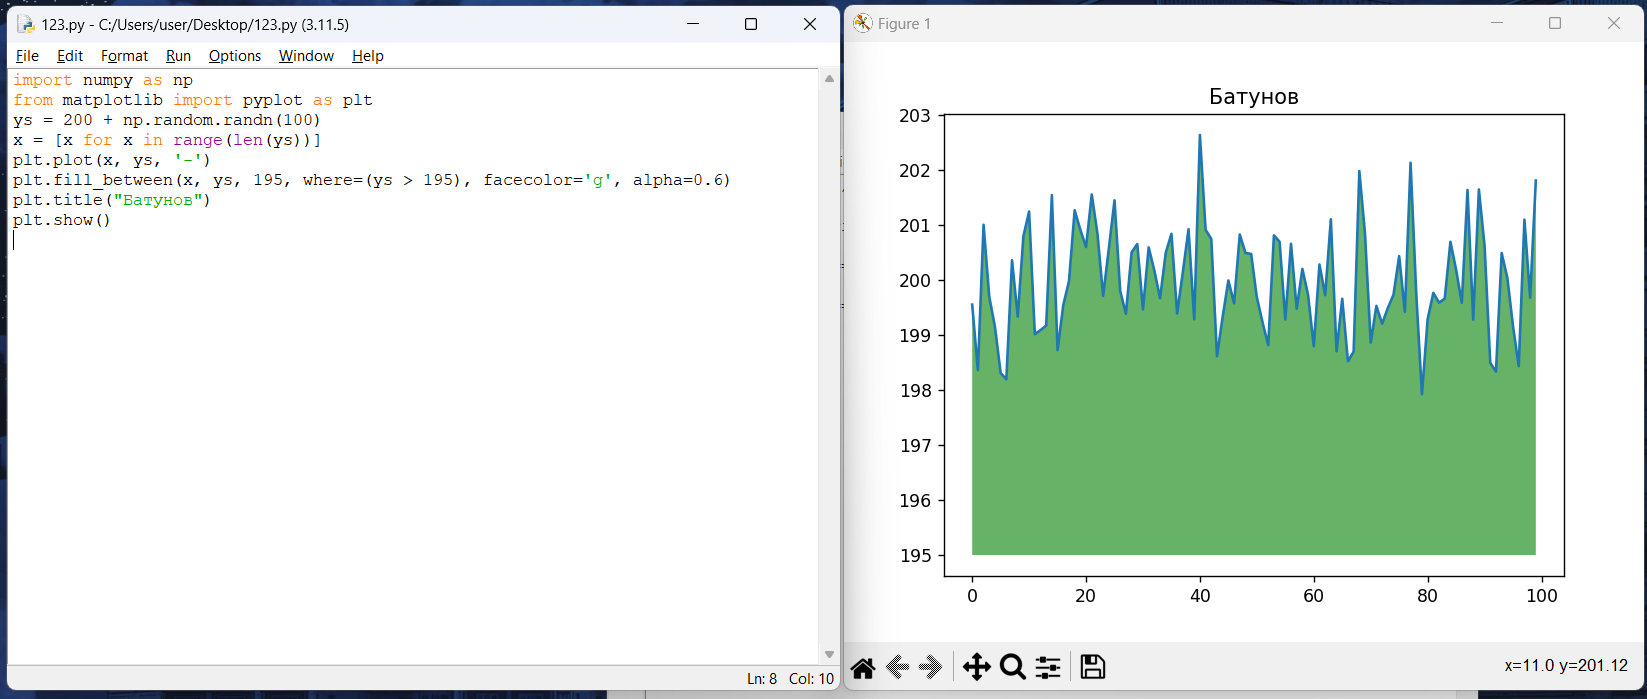 123.py - C:/Users/user/Desktop/123.py (3.11.5)
File Edit Format Run Options Window Help
import numpy as np
from matplotlib import pyplot as plt
ys = 200 + np.random.randn(100)
x = [x for x in range(len(ys))]
plt.plot(x, ys, '-')
plt.fill_between(x, ys, 195, where=(ys > 195), facecolor='g', alpha=0.6)
plt.title("Батунов")
plt.show()
Ln: 8 Col: 10
Figure 1
Батунов
203
202
201
200
199
198
197
196
195
0 20 40 60 80 100
x=11.0 y=201.12